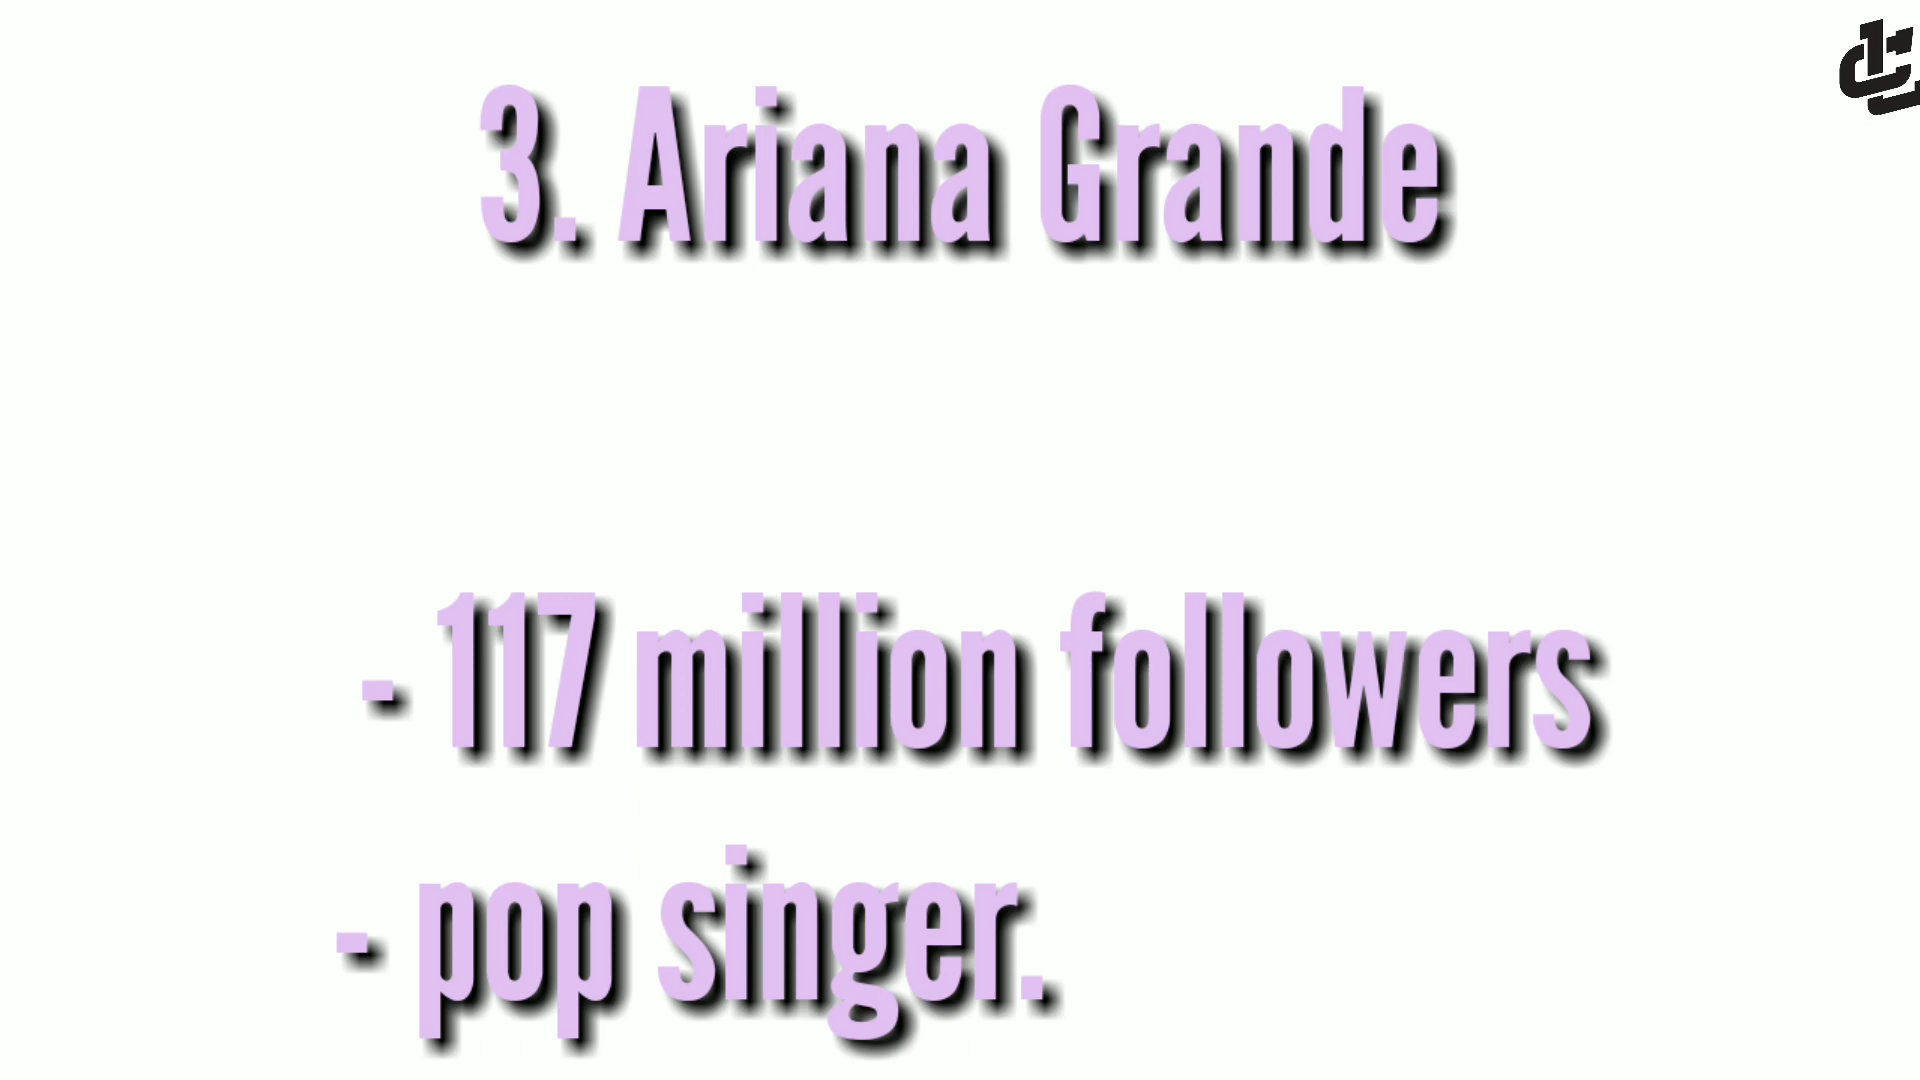 3. Ariana Grande
- 117 million followers
- pop singer.